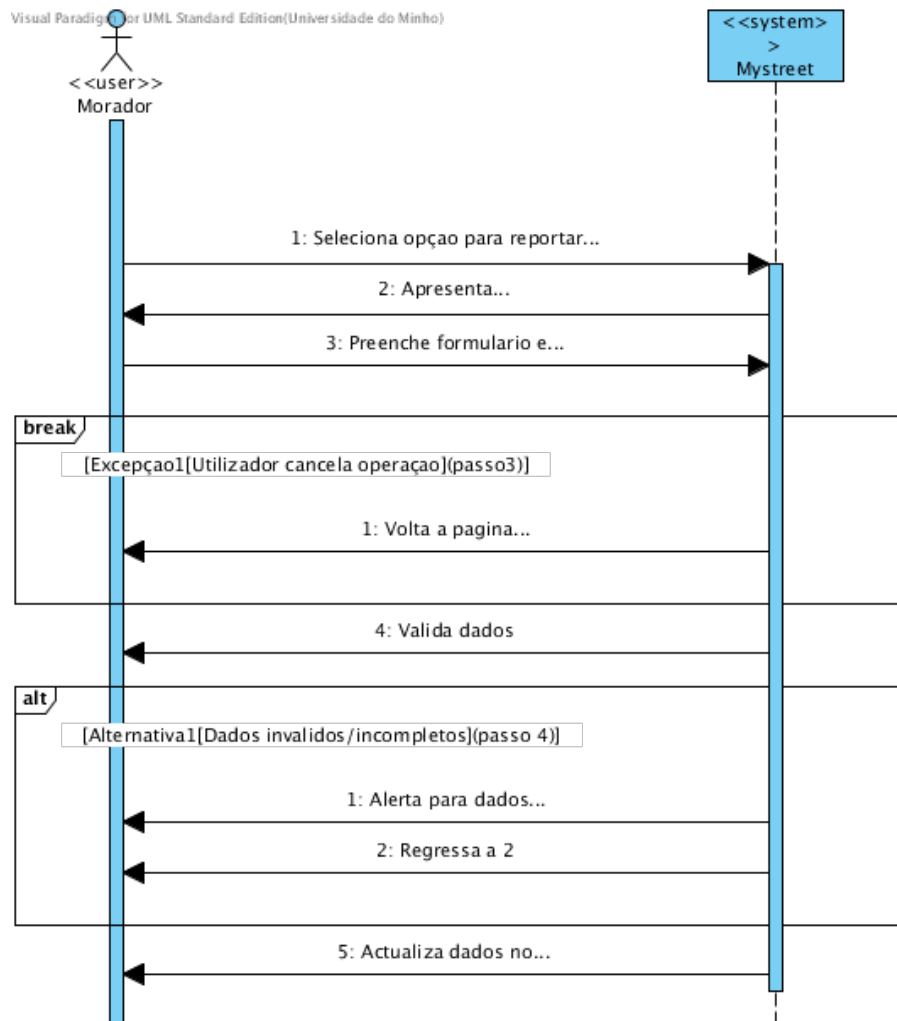 Visual Paradigm for UML Standard Edition(Universidade do Minho)
<<user>>
Morador
<<system>
>
Mystreet
1: Seleciona opçao para reportar...
2: Apresenta...
3: Preenche formulario e...
break
[Excepçao1[Utilizador cancela operaçao](passo3)]
1: Volta a pagina...
4: Valida dados
alt
[Alternativa1[Dados invalidos/incompletos](passo 4)]
1: Alerta para dados...
2: Regressa a 2
5: Actualiza dados no...